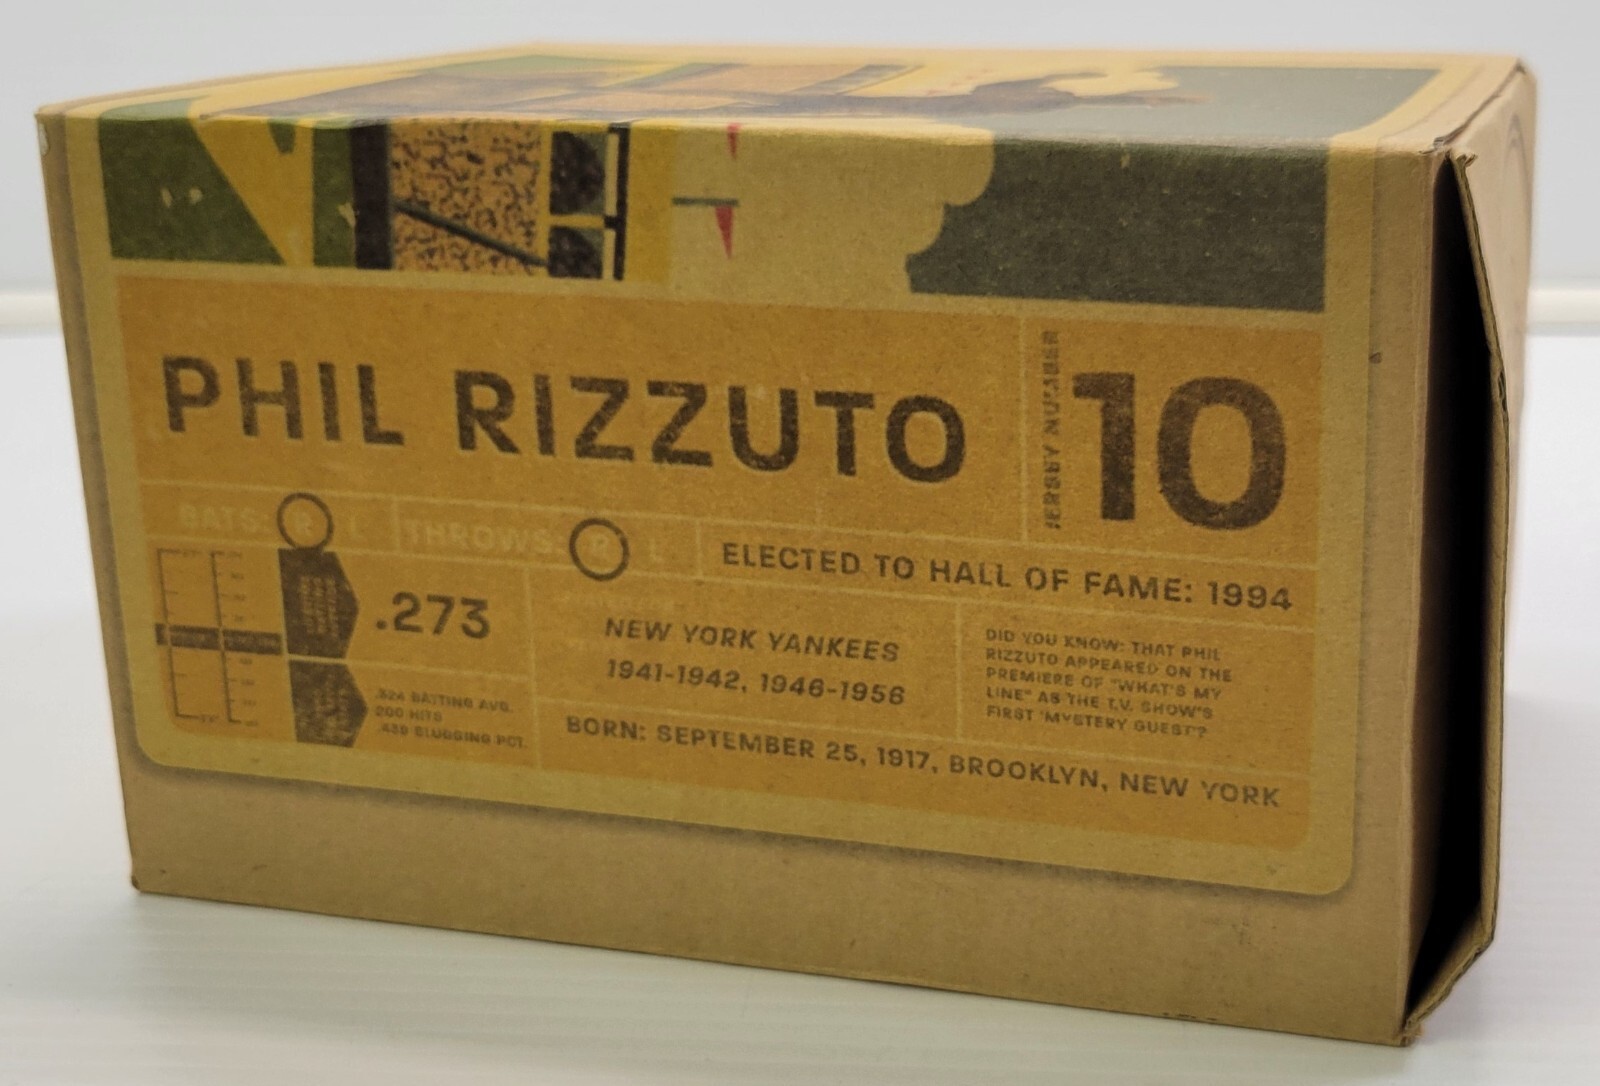 PHIL RIZZUTO
JERSEY NUMBER
10
BATS: R L
THROWS: R L
ELECTED TO HALL OF FAME: 1994
.273
NEW YORK YANKEES
1941-1942, 1946-1956
DID YOU KNOW: THAT PHIL
RIZZUTO APPEARED ON THE
PREMIERE OF "WHAT'S MY
LINE" AS THE T.V. SHOW'S
FIRST 'MYSTERY GUEST'?
.324 BATTING AVG.
200 HITS
.439 SLUGGING PCT.
BORN: SEPTEMBER 25, 1917, BROOKLYN, NEW YORK